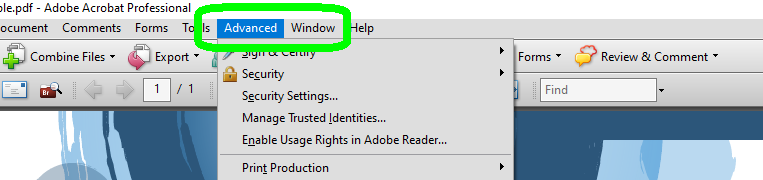 ple.pdf - Adobe Acrobat Professional
ocument Comments Forms Tools Advanced Window Help
Combine Files Export Forms Review & Comment
Sign & Certify
Security
1 / 1 Find
Security Settings...
Manage Trusted Identities...
Enable Usage Rights in Adobe Reader...
Print Production